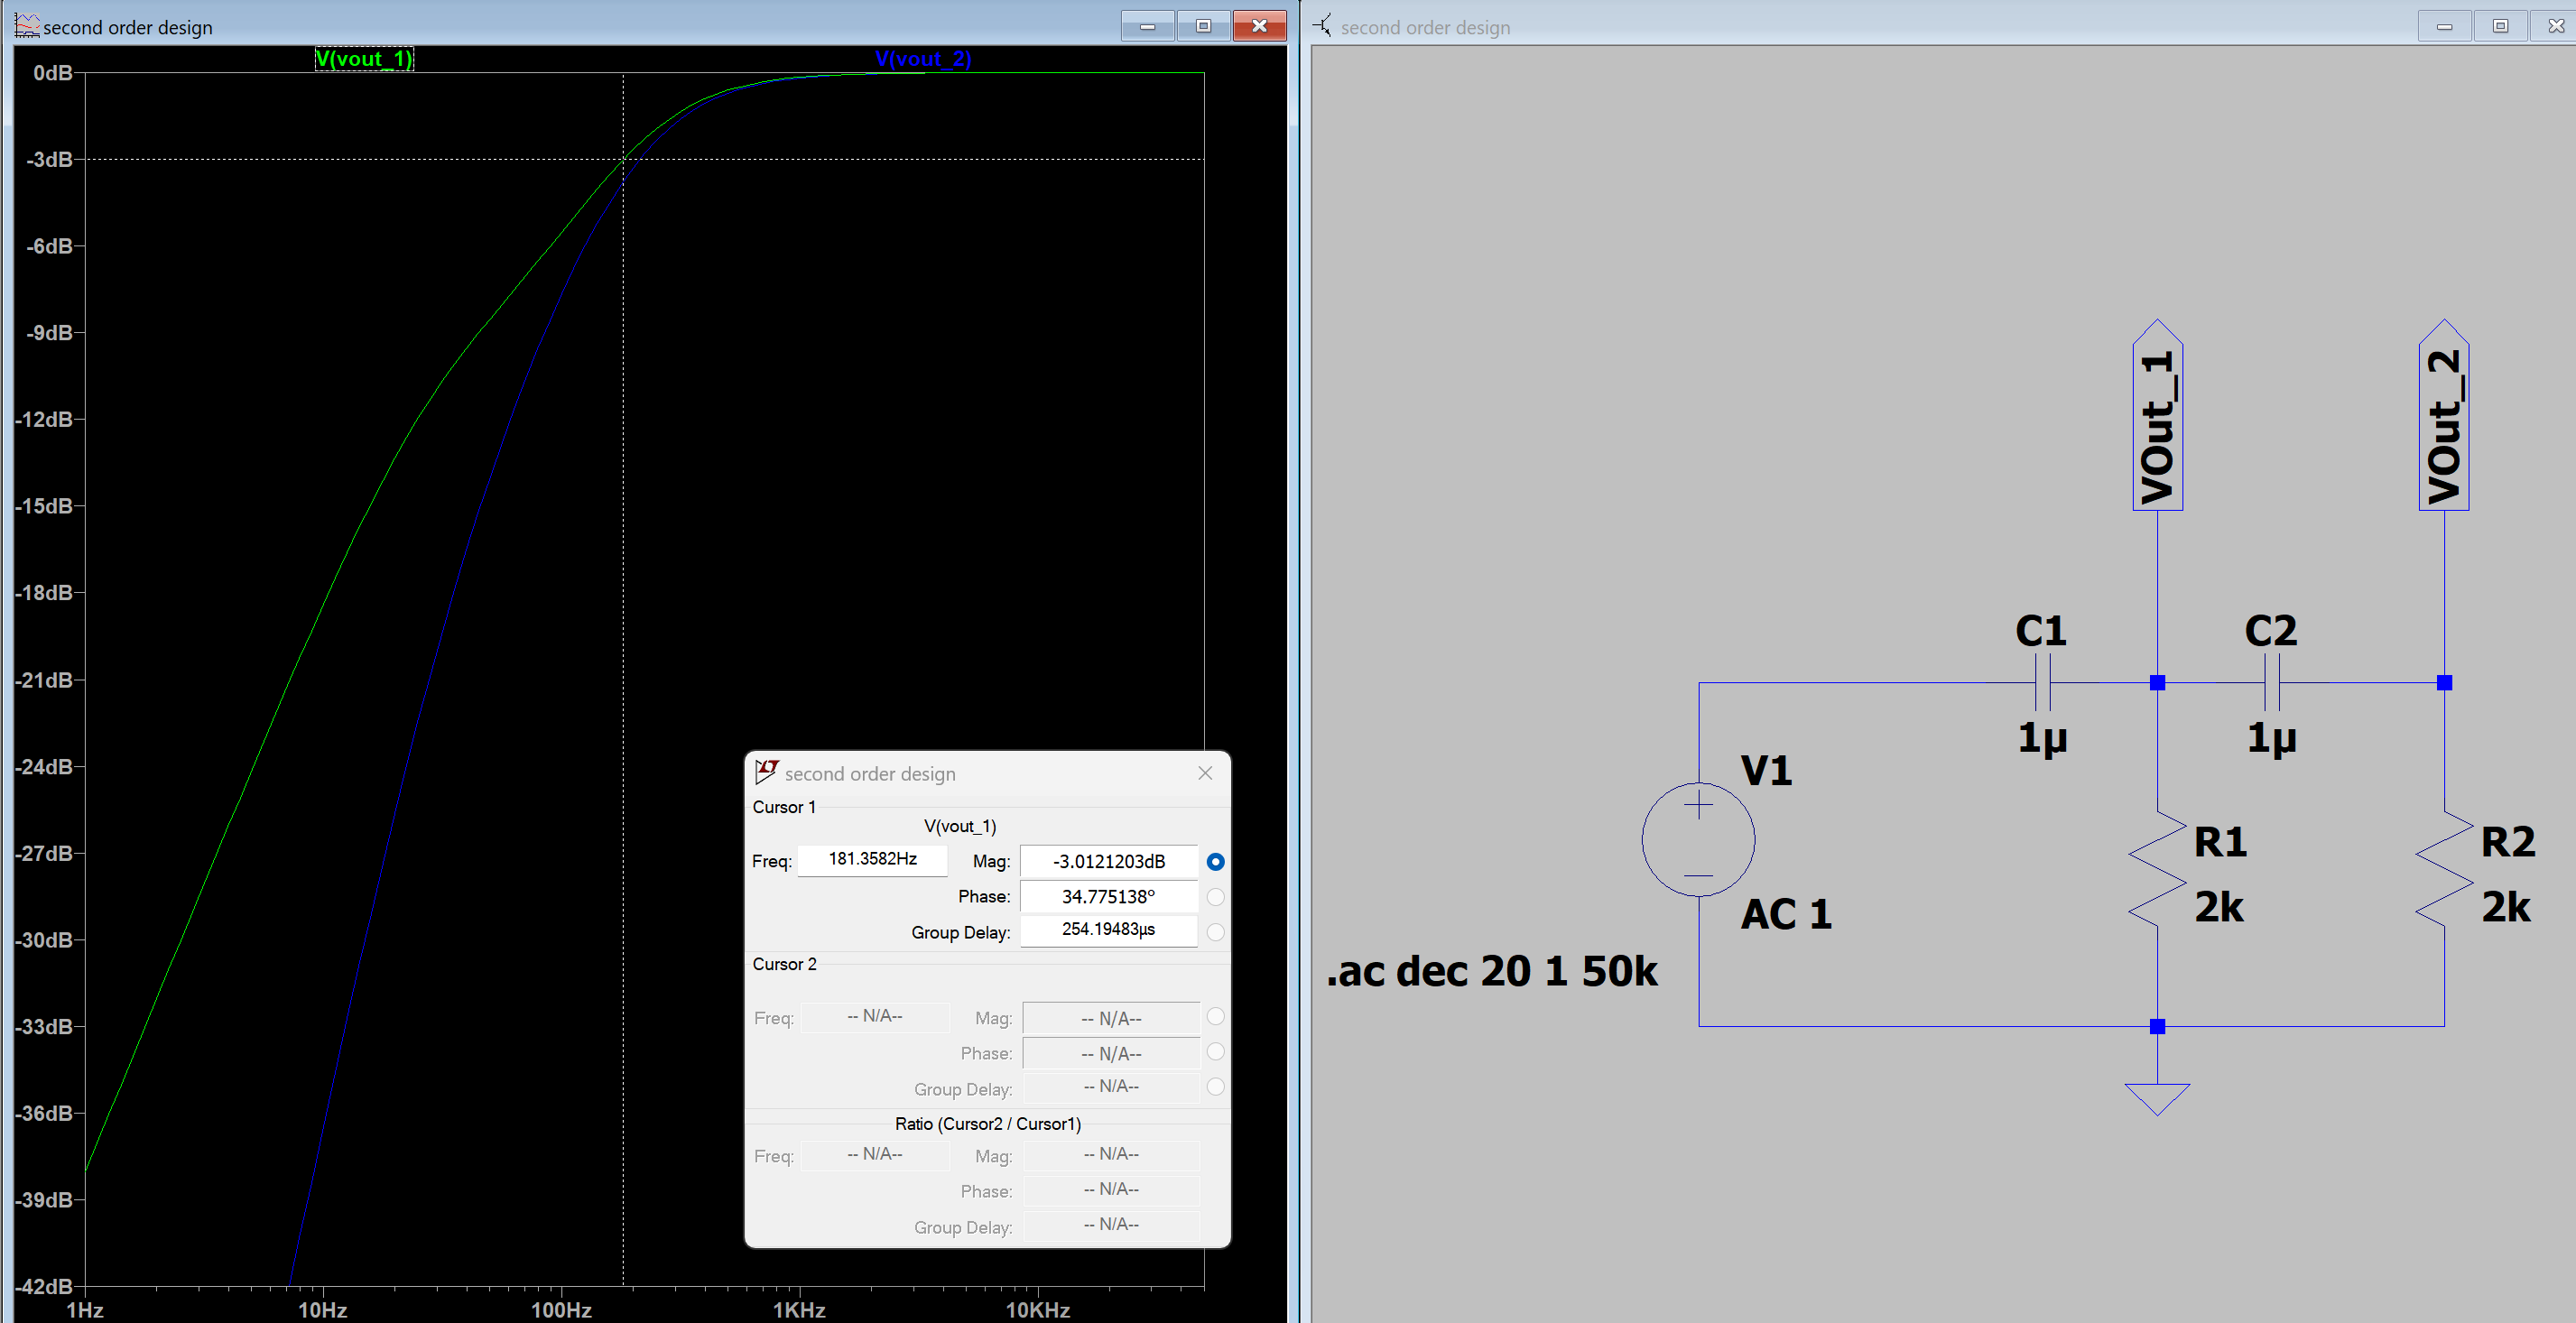 second order design
V(vout_1) V(vout_2)
0dB
-3dB
-6dB
-9dB
-12dB
-15dB
-18dB
-21dB
-24dB
-27dB
-30dB
-33dB
-36dB
-39dB
-42dB
1Hz 10Hz 100Hz 1KHz 10KHz
second order design
Cursor 1
V(vout_1)
Freq: 181.3582Hz Mag: -3.0121203dB
Phase: 34.775138°
Group Delay: 254.19483µs
Cursor 2
Freq: -- N/A-- Mag: -- N/A--
Phase: -- N/A--
Group Delay: -- N/A--
Ratio (Cursor2 / Cursor1)
Freq: -- N/A-- Mag: -- N/A--
Phase: -- N/A--
Group Delay: -- N/A--
second order design
VOut_1
VOut_2
C1
1µ
C2
1µ
V1
AC 1
R1
2k
R2
2k
.ac dec 20 1 50k